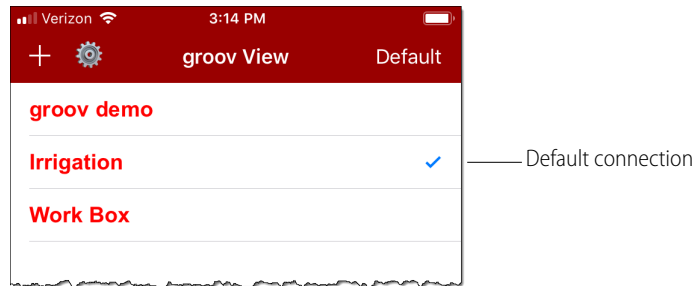 Verizon 3:14 PM
groov View Default
groov demo
Irrigation Default connection
Work Box